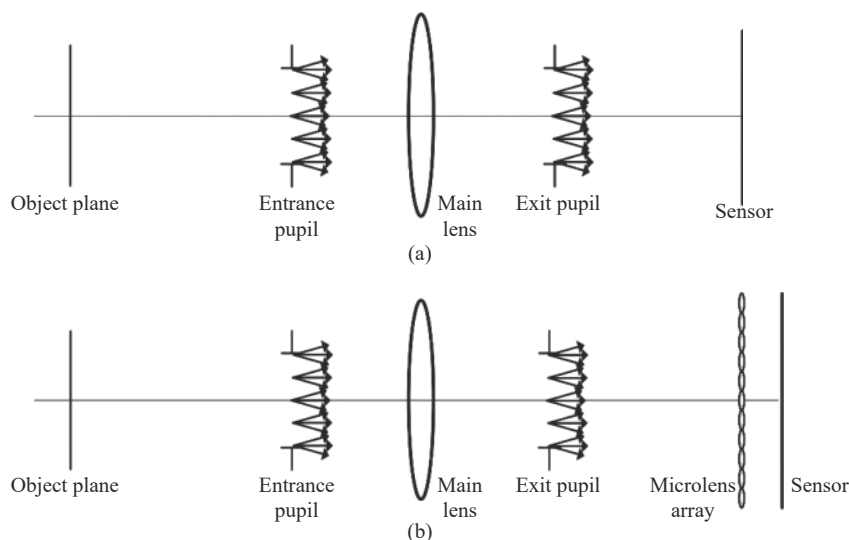 Object plane
Entrance
pupil
Main
lens
Exit pupil
Sensor
(a)
Object plane
Entrance
pupil
Main
lens
Exit pupil
Microlens
array
Sensor
(b)